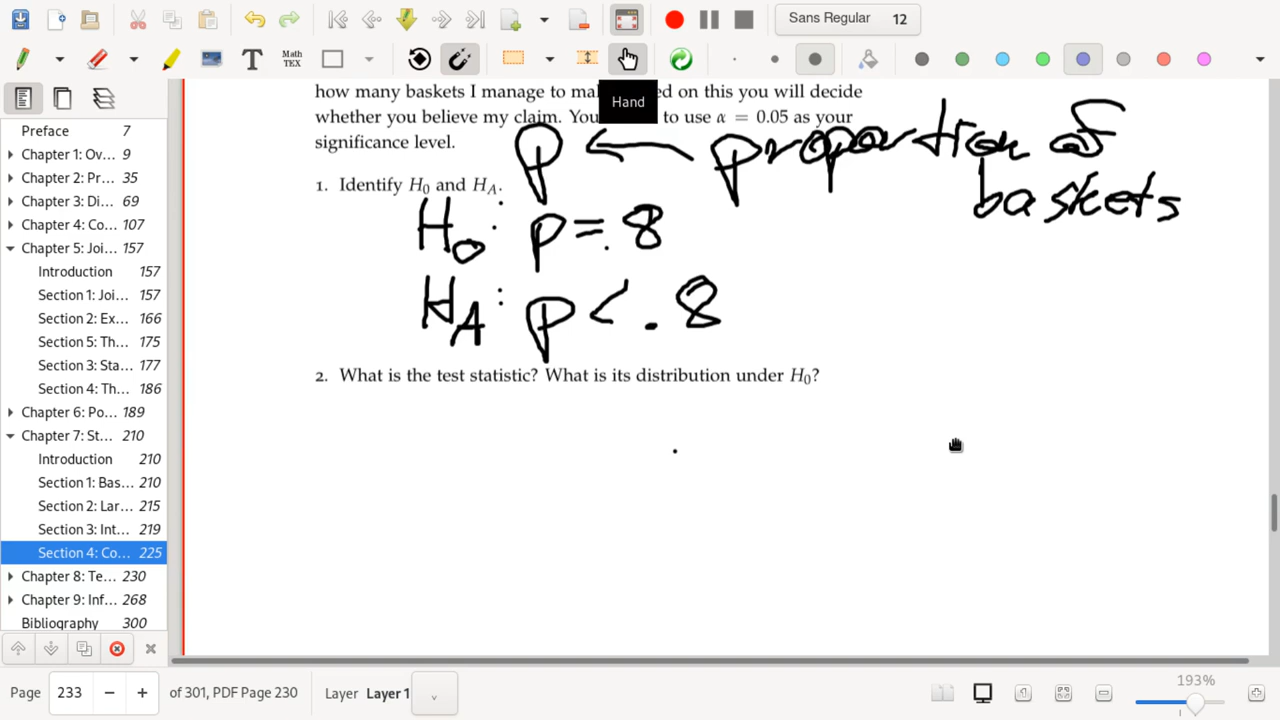 Sans Regular 12
Math
TEX
Hand
Preface 7
Chapter 1: Ov... 9
Chapter 2: Pr... 35
Chapter 3: Di... 69
Chapter 4: Co... 107
Chapter 5: Joi... 157
Introduction 157
Section 1: Joi... 157
Section 2: Ex... 166
Section 5: Th... 175
Section 3: Sta... 177
Section 4: Th... 186
Chapter 6: Po... 189
Chapter 7: St... 210
Introduction 210
Section 1: Bas... 210
Section 2: Lar... 215
Section 3: Int... 219
Section 4: Co... 225
Chapter 8: Te... 230
Chapter 9: Inf... 268
Bibliography 300
how many baskets I manage to ed on this you will decide
whether you believe my claim. to use α = 0.05 as your
significance level.
p ← proportion of
baskets
1. Identify H₀ and H_A.
H₀: p = .8
H_A: p < .8
2. What is the test statistic? What is its distribution under H₀?
Page 233 of 301, PDF Page 230 Layer Layer 1 193%